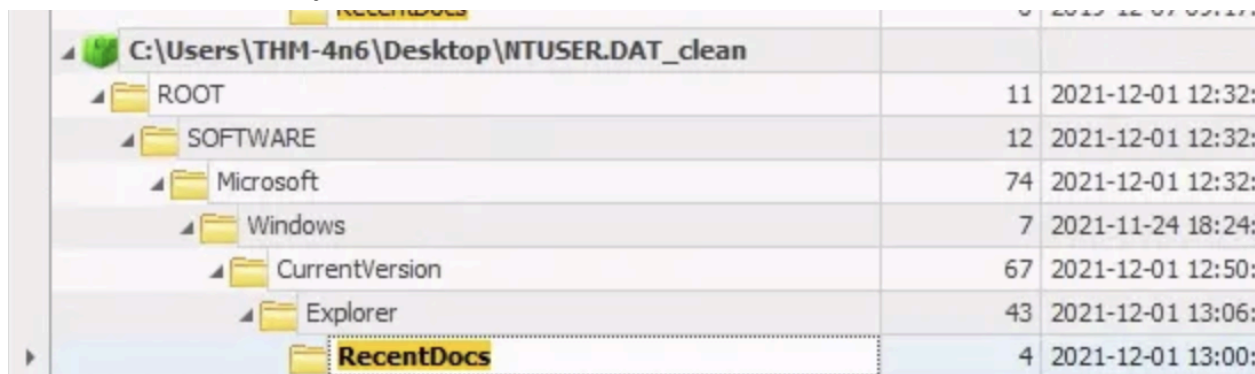 RecentDocs
C:\Users\THM-4n6\Desktop\NTUSER.DAT_clean
ROOT 11 2021-12-01 12:32:
SOFTWARE 12 2021-12-01 12:32:
Microsoft 74 2021-12-01 12:32:
Windows 7 2021-11-24 18:24:
CurrentVersion 67 2021-12-01 12:50:
Explorer 43 2021-12-01 13:06:
RecentDocs 4 2021-12-01 13:00: